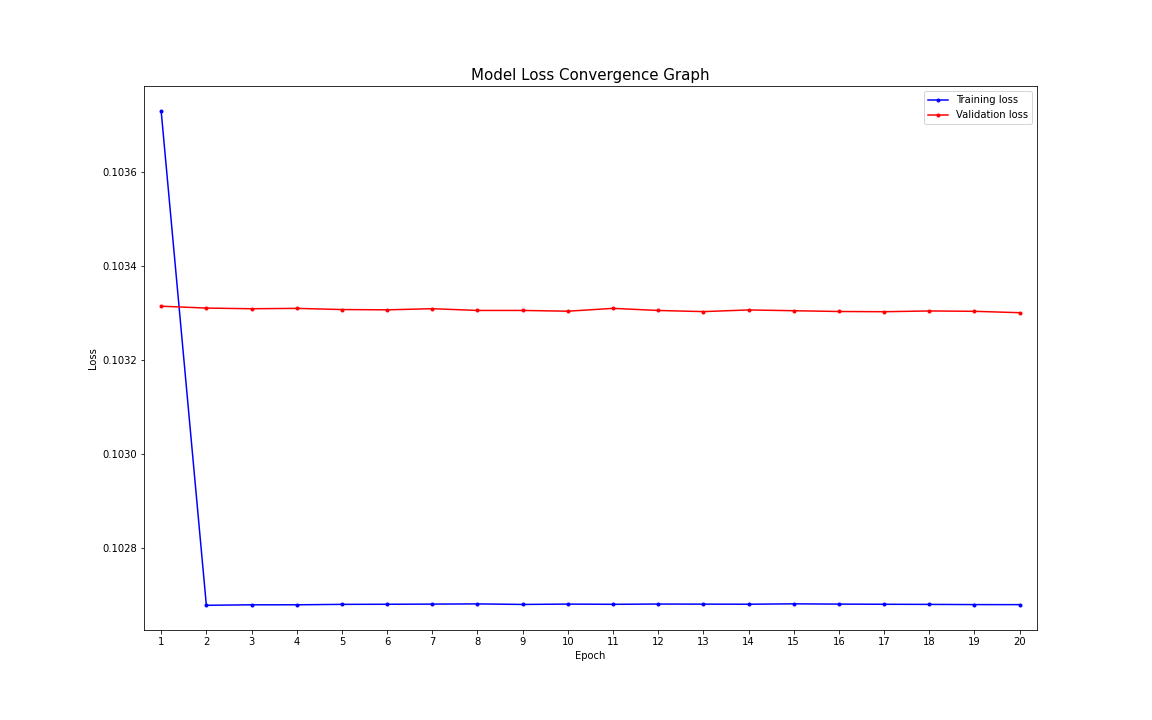 Model Loss Convergence Graph
Training loss
Validation loss
0.1036
0.1034
0.1032
0.1030
0.1028
Loss
1 2 3 4 5 6 7 8 9 10 11 12 13 14 15 16 17 18 19 20
Epoch